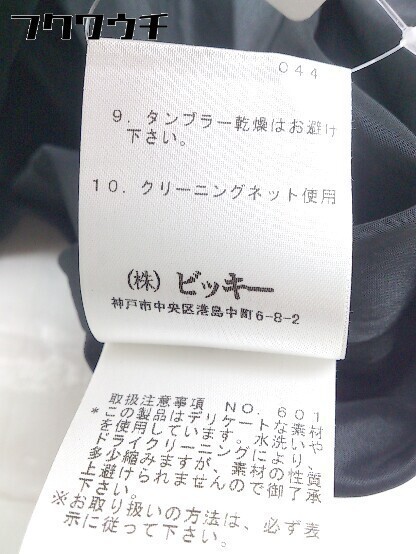 フクワウチ
044
9. タンブラー乾燥はお避け
下さい。
10. クリーニングネット使用
(株) ビッキー
神戸市中央区港島中町6-8-2
取扱注意事項 NO. 601
*この製品はデリケートな素材
を使用しています。水洗いや
ドライクリーニングにより、
多少縮みますが、素材の性質
上避けられませんので御了承
下さい。
※お取り扱いの方法は、必ず表
示に従って下さい。